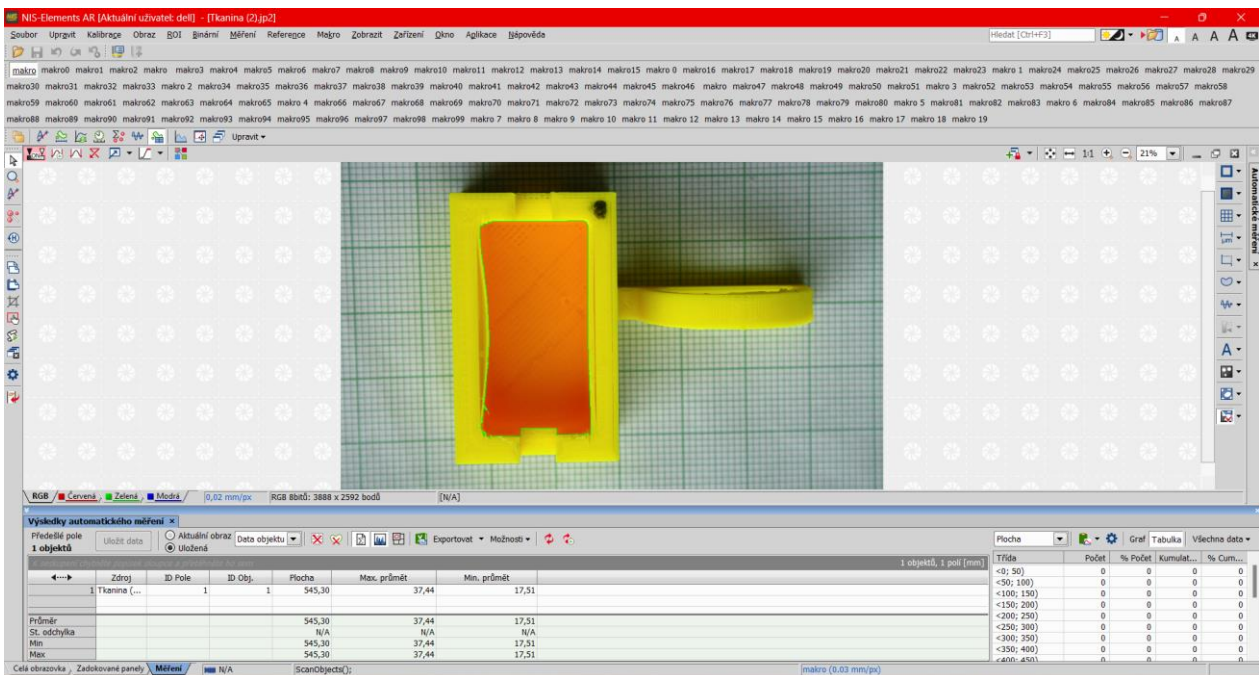 NIS-Elements AR [Aktuální uživatel: dell] - [Tkanina (2).jp2]
Soubor Upravit Kalibrace Obraz ROI Binární Měření Reference Makro Zobrazit Zařízení Okno Aplikace Nápověda
Hledat [Ctrl+F3]
A A A A
makro makro0 makro1 makro2 makro makro3 makro4 makro5 makro6 makro7 makro8 makro9 makro10 makro11 makro12 makro13 makro14 makro15 makro 0 makro16 makro17 makro18 makro19 makro20 makro21 makro22 makro23 makro 1 makro24 makro25 makro26 makro27 makro28 makro29
makro30 makro31 makro32 makro33 makro 2 makro34 makro35 makro36 makro37 makro38 makro39 makro40 makro41 makro42 makro43 makro44 makro45 makro46 makro makro47 makro48 makro49 makro50 makro51 makro 3 makro52 makro53 makro54 makro55 makro56 makro57 makro58
makro59 makro60 makro61 makro62 makro63 makro64 makro65 makro 4 makro66 makro67 makro68 makro69 makro70 makro71 makro72 makro73 makro74 makro75 makro76 makro77 makro78 makro79 makro80 makro 5 makro81 makro82 makro83 makro 6 makro84 makro85 makro86 makro87
makro88 makro89 makro90 makro91 makro92 makro93 makro94 makro95 makro96 makro97 makro98 makro99 makro 7 makro 8 makro 9 makro 10 makro 11 makro 12 makro 13 makro 14 makro 15 makro 16 makro 17 makro 18 makro 19
Upravit
1:1 21%
Automatické měření
RGB Červená Zelená Modrá 0,02 mm/px RGB 8bitů: 3888 x 2592 bodů [N/A]
Výsledky automatického měření
Předešlé pole
1 objektů
Uložit data
Aktuální obraz
Uložená
Data objektu
Exportovat Možnosti
Plocha
Graf Tabulka Všechna data
1 objektů, 1 polí [mm]
Zdroj ID Pole ID Obj. Plocha Max. průmět Min. průmět
1 Tkanina (... 1 1 545,30 37,44 17,51
Průměr 545,30 37,44 17,51
St. odchylka N/A N/A N/A
Min 545,30 37,44 17,51
Max 545,30 37,44 17,51
Třída Počet % Počet Kumulat... % Cum...
<0; 50) 0 0 0 0
<50; 100) 0 0 0 0
<100; 150) 0 0 0 0
<150; 200) 0 0 0 0
<200; 250) 0 0 0 0
<250; 300) 0 0 0 0
<300; 350) 0 0 0 0
<350; 400) 0 0 0 0
<400; 450) 0 0 0 0
Celá obrazovka Zadokované panely Měření N/A ScanObjects(); makro (0.03 mm/px)